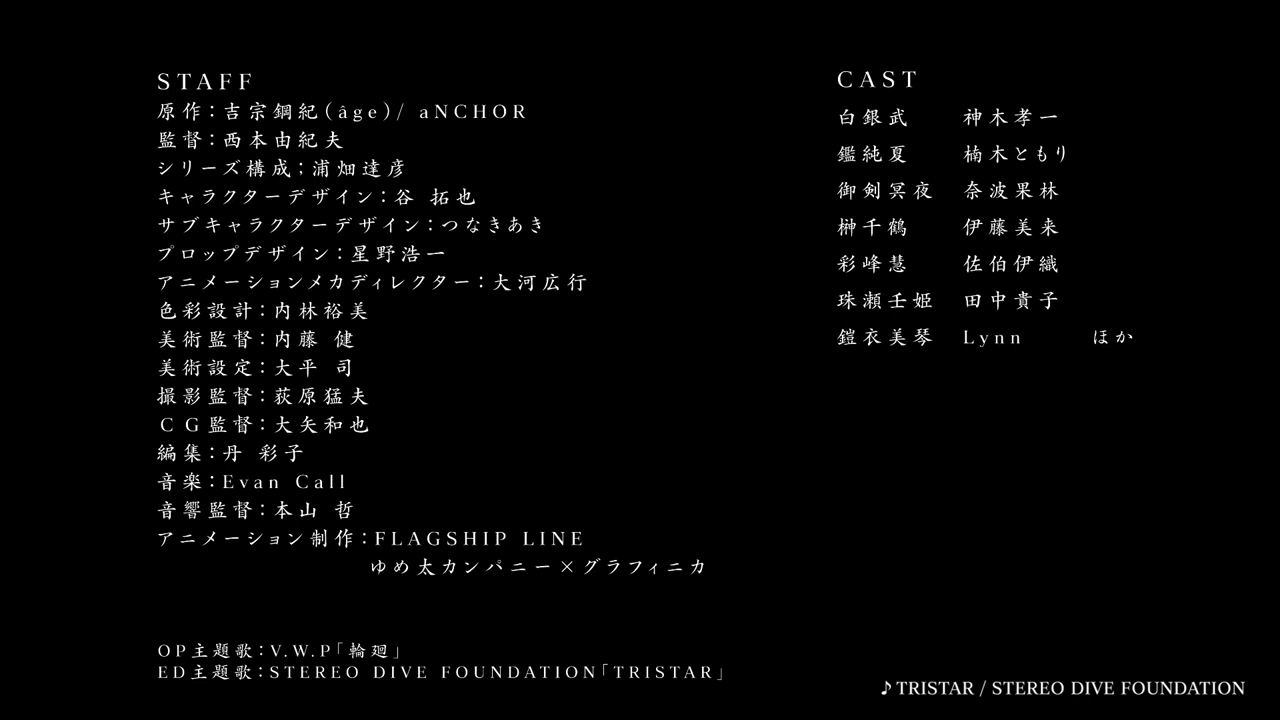 STAFF
原作：吉宗鋼紀(âge)/ aNCHOR
監督：西本由紀夫
シリーズ構成；浦畑達彦
キャラクターデザイン：谷 拓也
サブキャラクターデザイン：つなきあき
プロップデザイン：星野浩一
アニメーションメカディレクター：大河広行
色彩設計：内林裕美
美術監督：内藤 健
美術設定：大平 司
撮影監督：荻原猛夫
CG監督：大矢和也
編集：丹 彩子
音楽：Evan Call
音響監督：本山 哲
アニメーション制作：FLAGSHIP LINE
ゆめ太カンパニー×グラフィニカ
OP主題歌：V.W.P「輪廻」
ED主題歌：STEREO DIVE FOUNDATION「TRISTAR」
CAST
白銀武 神木孝一
鑑純夏 楠木ともり
御剣冥夜 奈波果林
榊千鶴 伊藤美来
彩峰慧 佐伯伊織
珠瀬壬姫 田中貴子
鎧衣美琴 Lynn ほか
♪TRISTAR / STEREO DIVE FOUNDATION